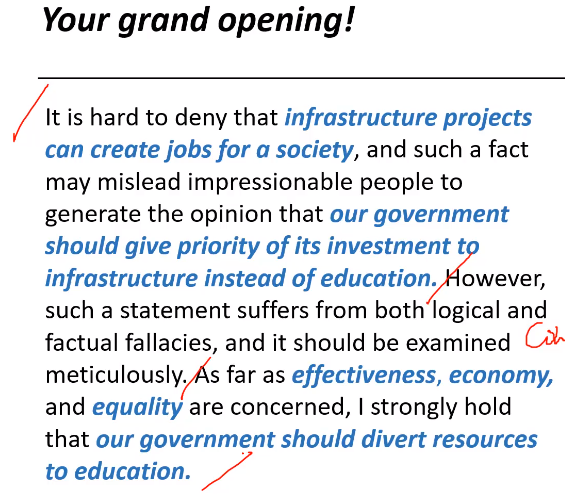 Your grand opening!
It is hard to deny that infrastructure projects
can create jobs for a society, and such a fact
may mislead impressionable people to
generate the opinion that our government
should give priority of its investment to
infrastructure instead of education. However,
such a statement suffers from both logical and
factual fallacies, and it should be examined
meticulously. As far as effectiveness, economy,
and equality are concerned, I strongly hold
that our government should divert resources
to education.